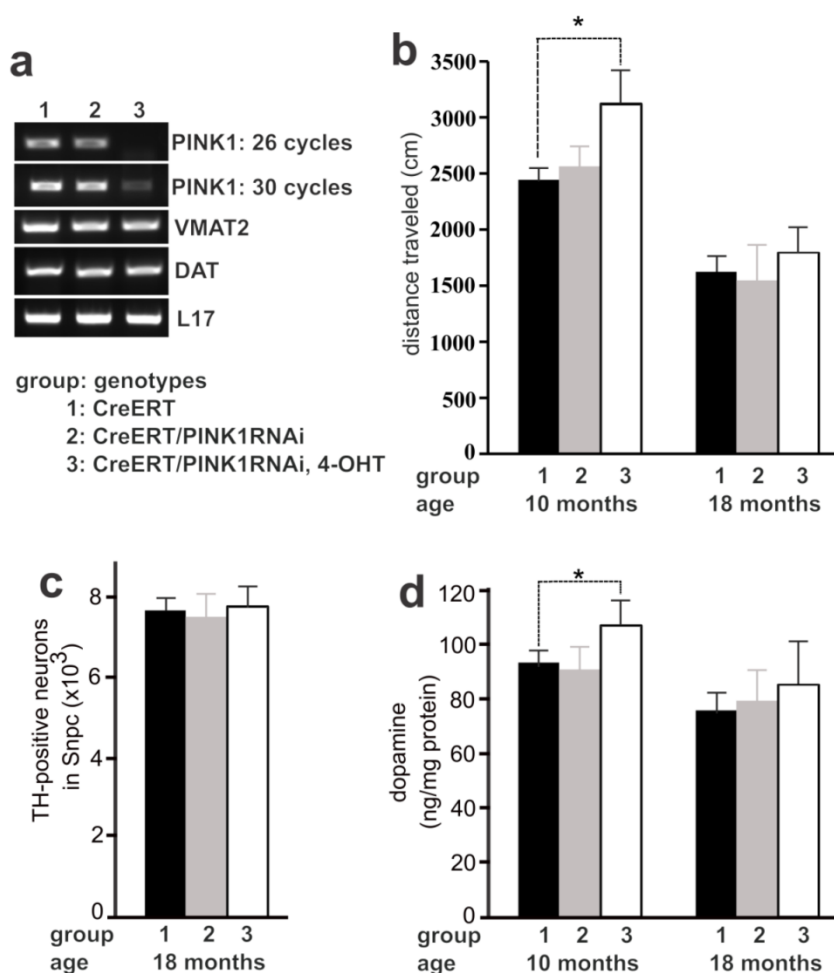 a
1 2 3
PINK1: 26 cycles
PINK1: 30 cycles
VMAT2
DAT
L17
group: genotypes
1: CreERT
2: CreERT/PINK1RNAi
3: CreERT/PINK1RNAi, 4-OHT
b
*
distance traveled (cm)
3500
3000
2500
2000
1500
1000
500
0
group 1 2 3 1 2 3
age 10 months 18 months
c
TH-positive neurons
in Snpc (x10³)
8
7
4
2
0
group 1 2 3
age 18 months
d
*
dopamine
(ng/mg protein)
120
100
80
60
40
20
0
group 1 2 3 1 2 3
age 10 months 18 months